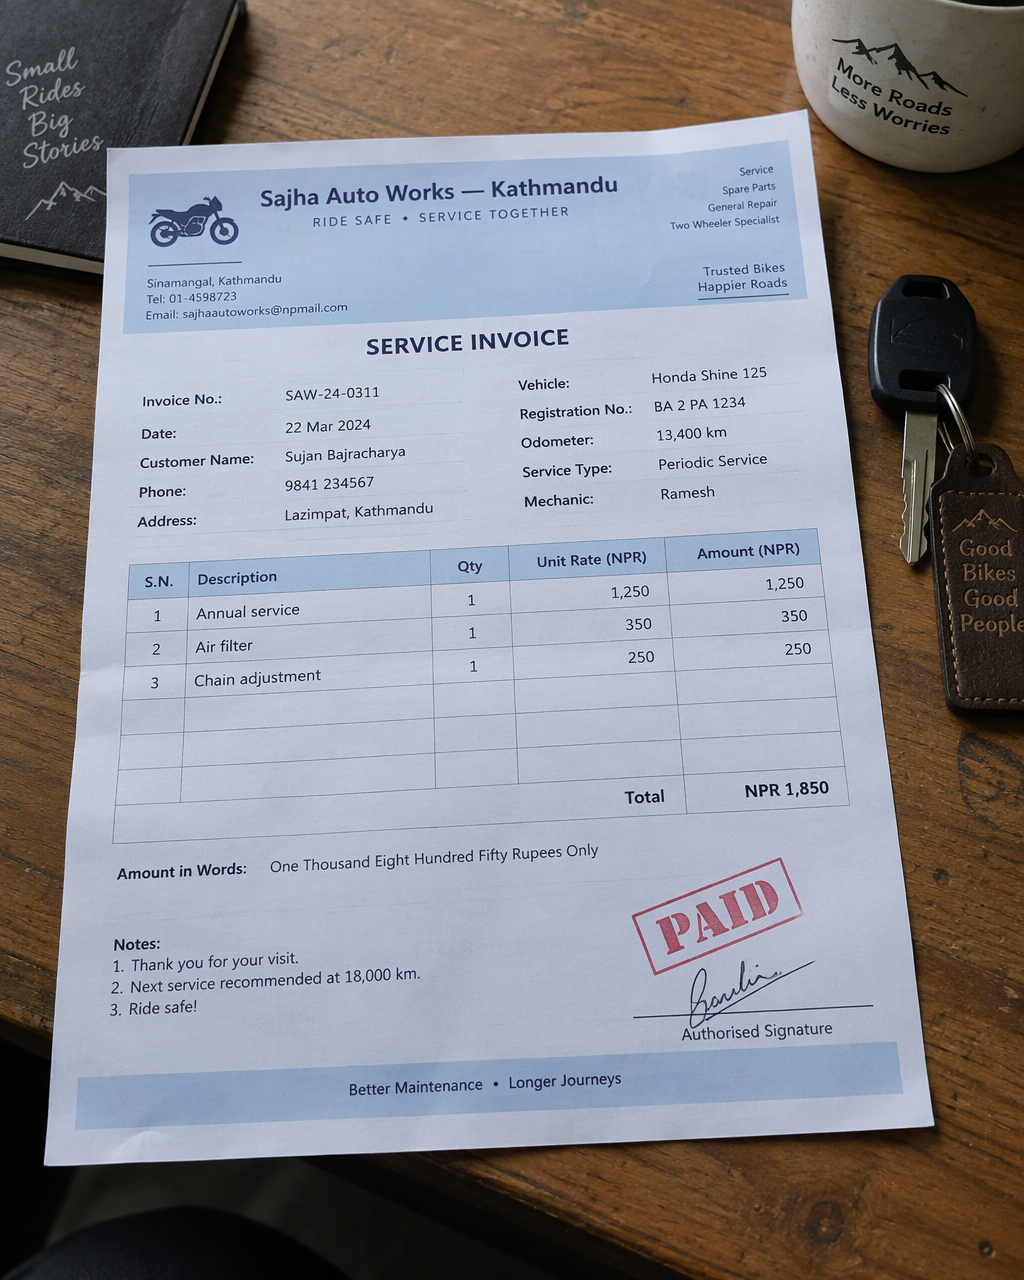 Small
Rides
Big
Stories
More Roads
Less Worries
Sajha Auto Works — Kathmandu
RIDE SAFE • SERVICE TOGETHER
Service
Spare Parts
General Repair
Two Wheeler Specialist
Sinamangal, Kathmandu
Tel: 01-4598723
Email: sajhaautoworks@npmail.com
Trusted Bikes
Happier Roads
SERVICE INVOICE
Invoice No.: SAW-24-0311
Date: 22 Mar 2024
Customer Name: Sujan Bajracharya
Phone: 9841 234567
Address: Lazimpat, Kathmandu
Vehicle: Honda Shine 125
Registration No.: BA 2 PA 1234
Odometer: 13,400 km
Service Type: Periodic Service
Mechanic: Ramesh
S.N. Description Qty Unit Rate (NPR) Amount (NPR)
1 Annual service 1 1,250 1,250
2 Air filter 1 350 350
3 Chain adjustment 1 250 250
Total NPR 1,850
Amount in Words: One Thousand Eight Hundred Fifty Rupees Only
PAID
Notes:
1. Thank you for your visit.
2. Next service recommended at 18,000 km.
3. Ride safe!
Authorised Signature
Better Maintenance • Longer Journeys
Good
Bikes
Good
People